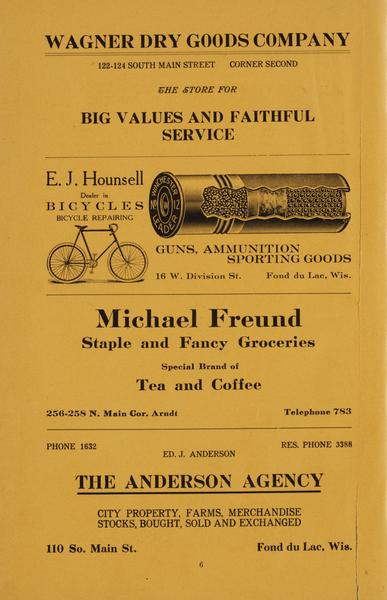 WAGNER DRY GOODS COMPANY
122-124 SOUTH MAIN STREET CORNER SECOND
THE STORE FOR
BIG VALUES AND FAITHFUL
SERVICE
E. J. Hounsell
Dealer in
BICYCLES
BICYCLE REPAIRING
WINCHESTER
No 12
LEADER
GUNS, AMMUNITION
SPORTING GOODS
16 W. Division St. Fond du Lac, Wis.
Michael Freund
Staple and Fancy Groceries
Special Brand of
Tea and Coffee
256-258 N. Main Cor. Arndt Telephone 783
PHONE 1632 RES. PHONE 3388
ED. J. ANDERSON
THE ANDERSON AGENCY
CITY PROPERTY, FARMS, MERCHANDISE
STOCKS, BOUGHT, SOLD AND EXCHANGED
110 So. Main St. Fond du Lac, Wis.
6